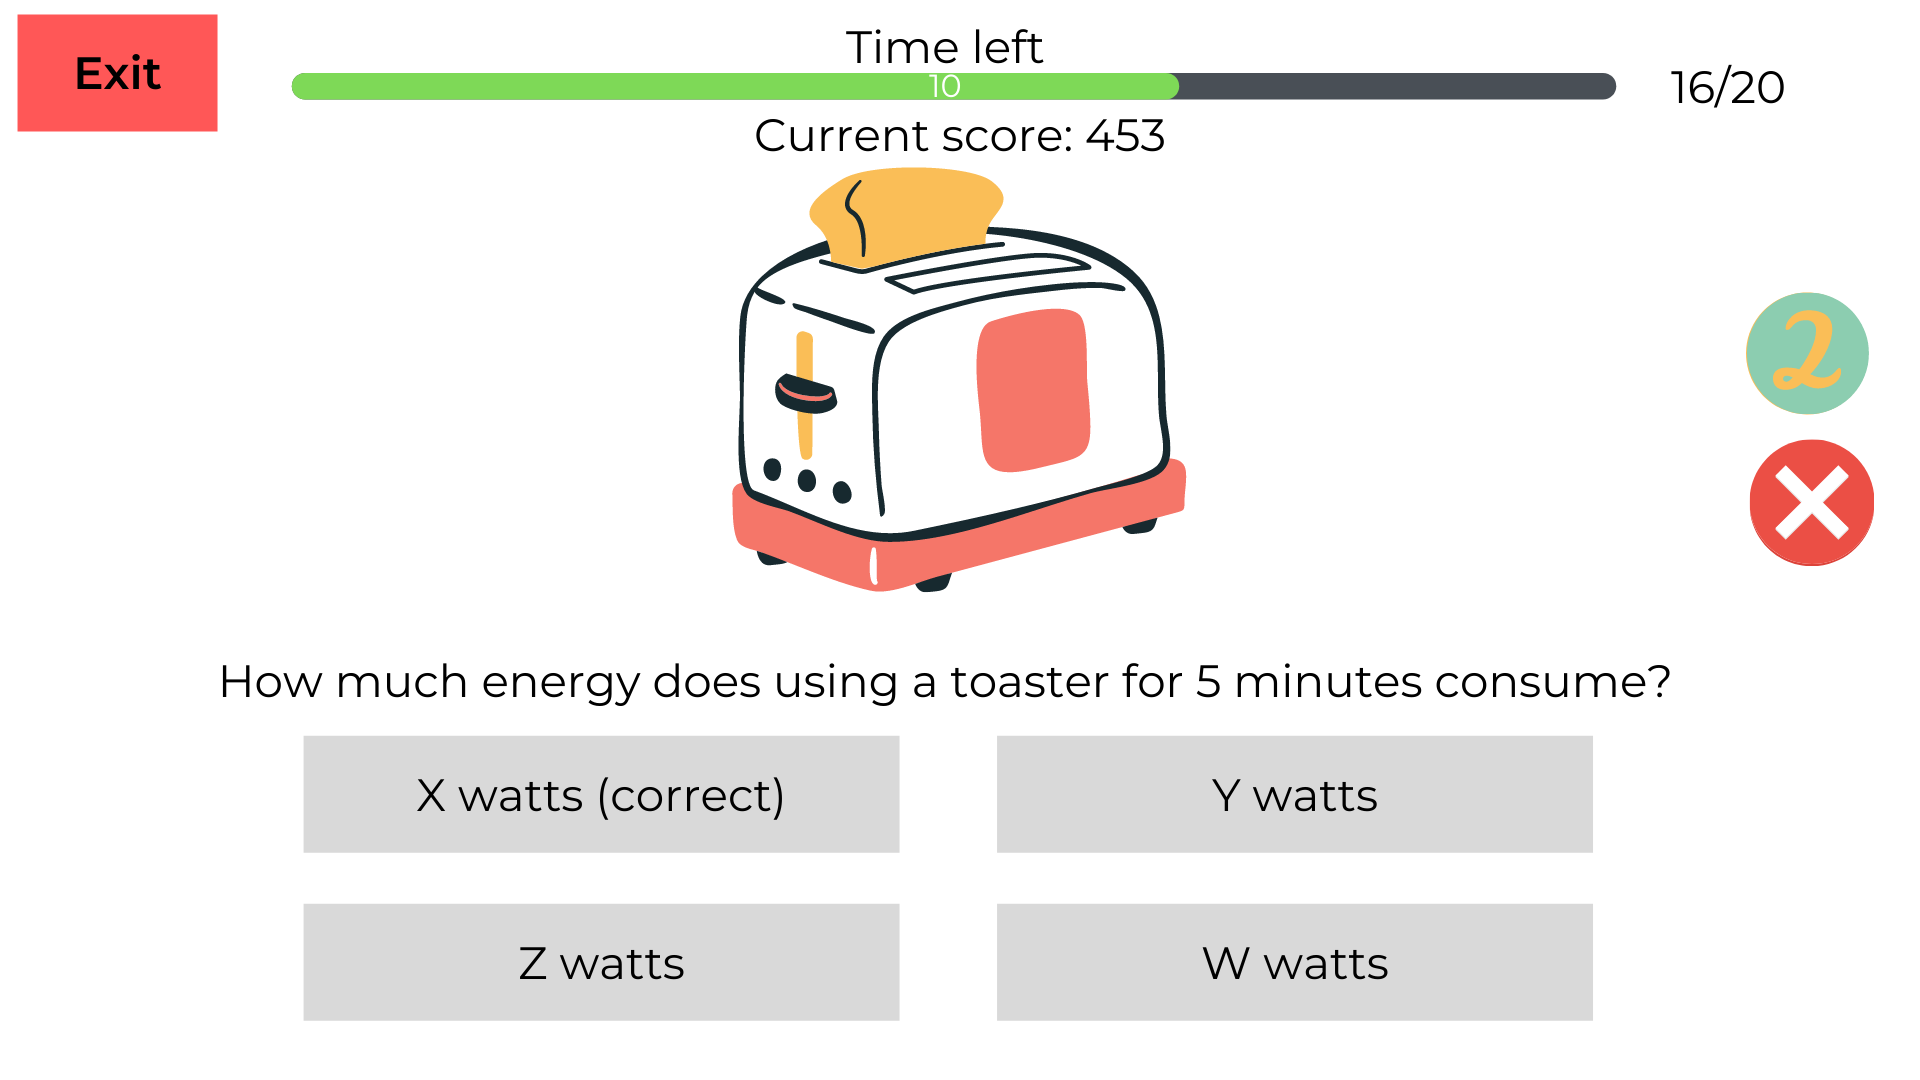 Exit
Time left
10
16/20
Current score: 453
2
How much energy does using a toaster for 5 minutes consume?
X watts (correct)
Y watts
Z watts
W watts